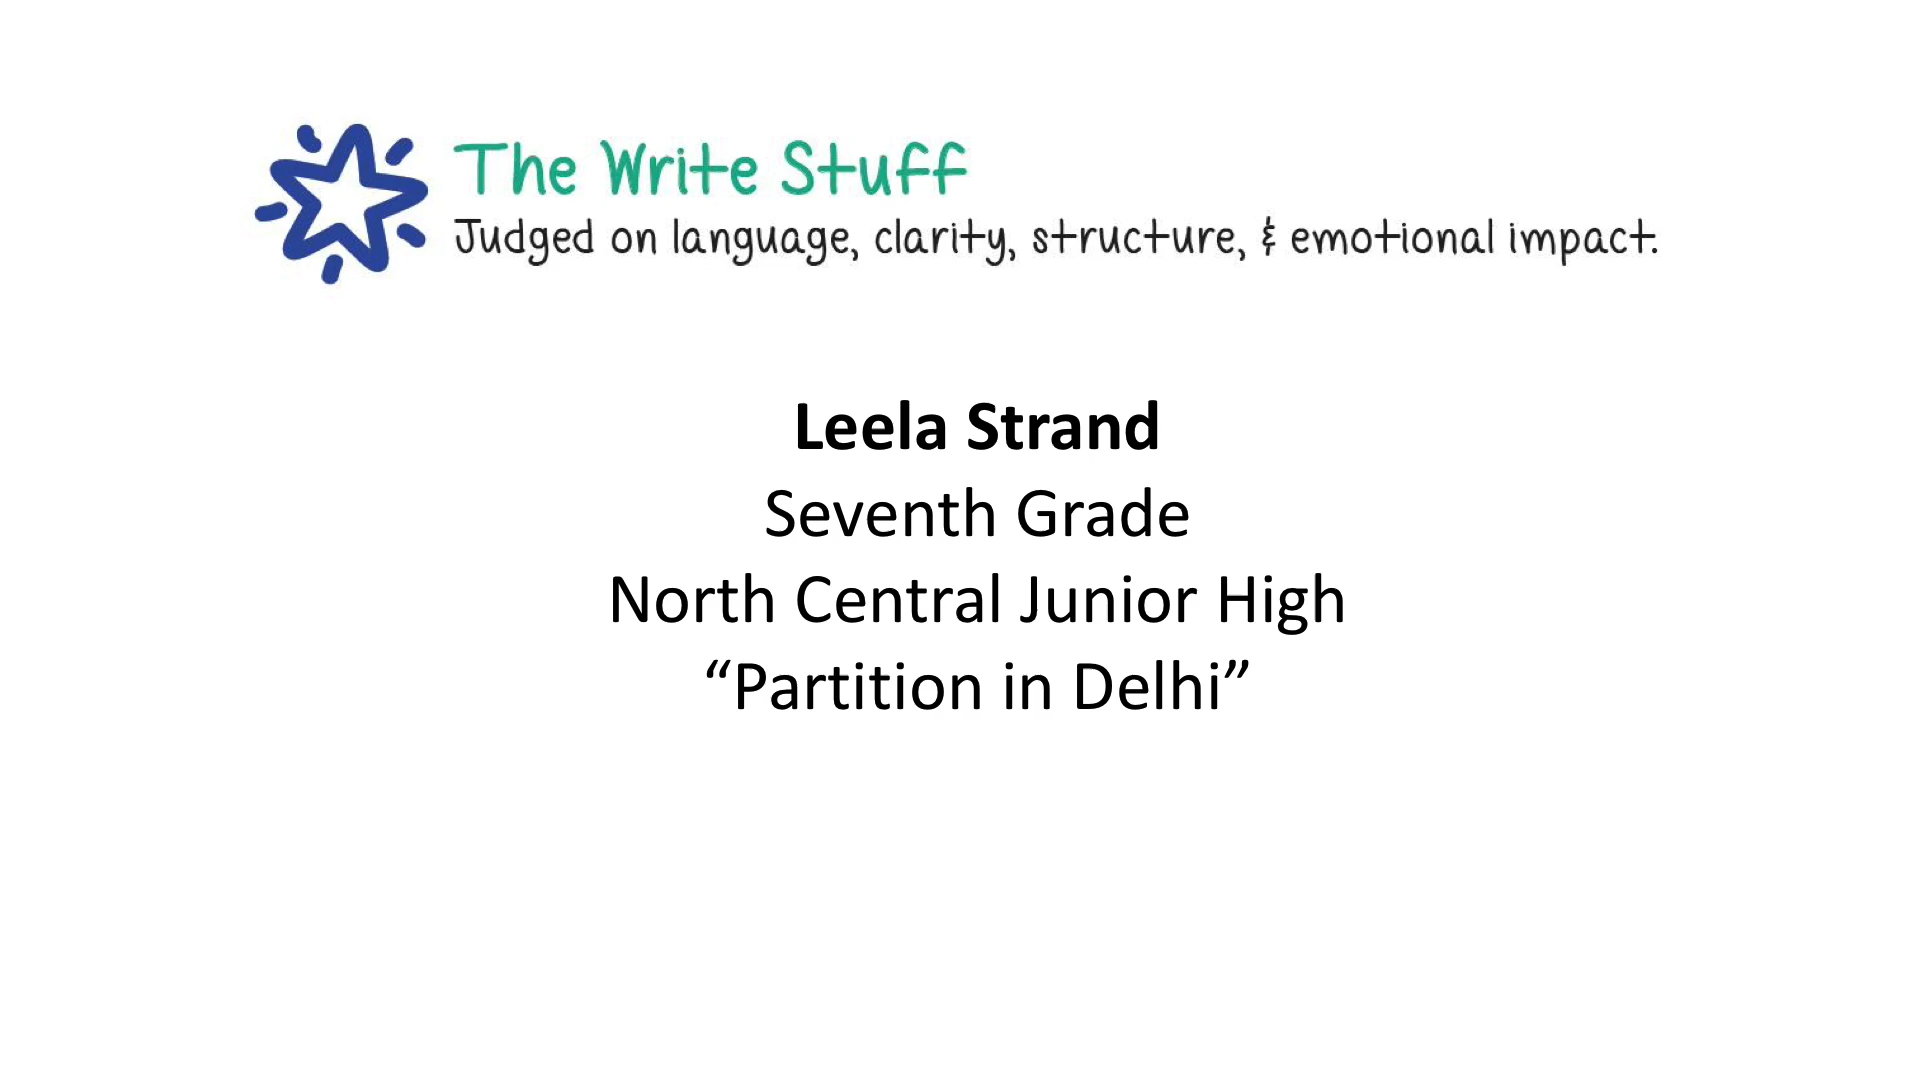 The Write Stuff
Judged on language, clarity, structure, & emotional impact.
Leela Strand
Seventh Grade
North Central Junior High
“Partition in Delhi”